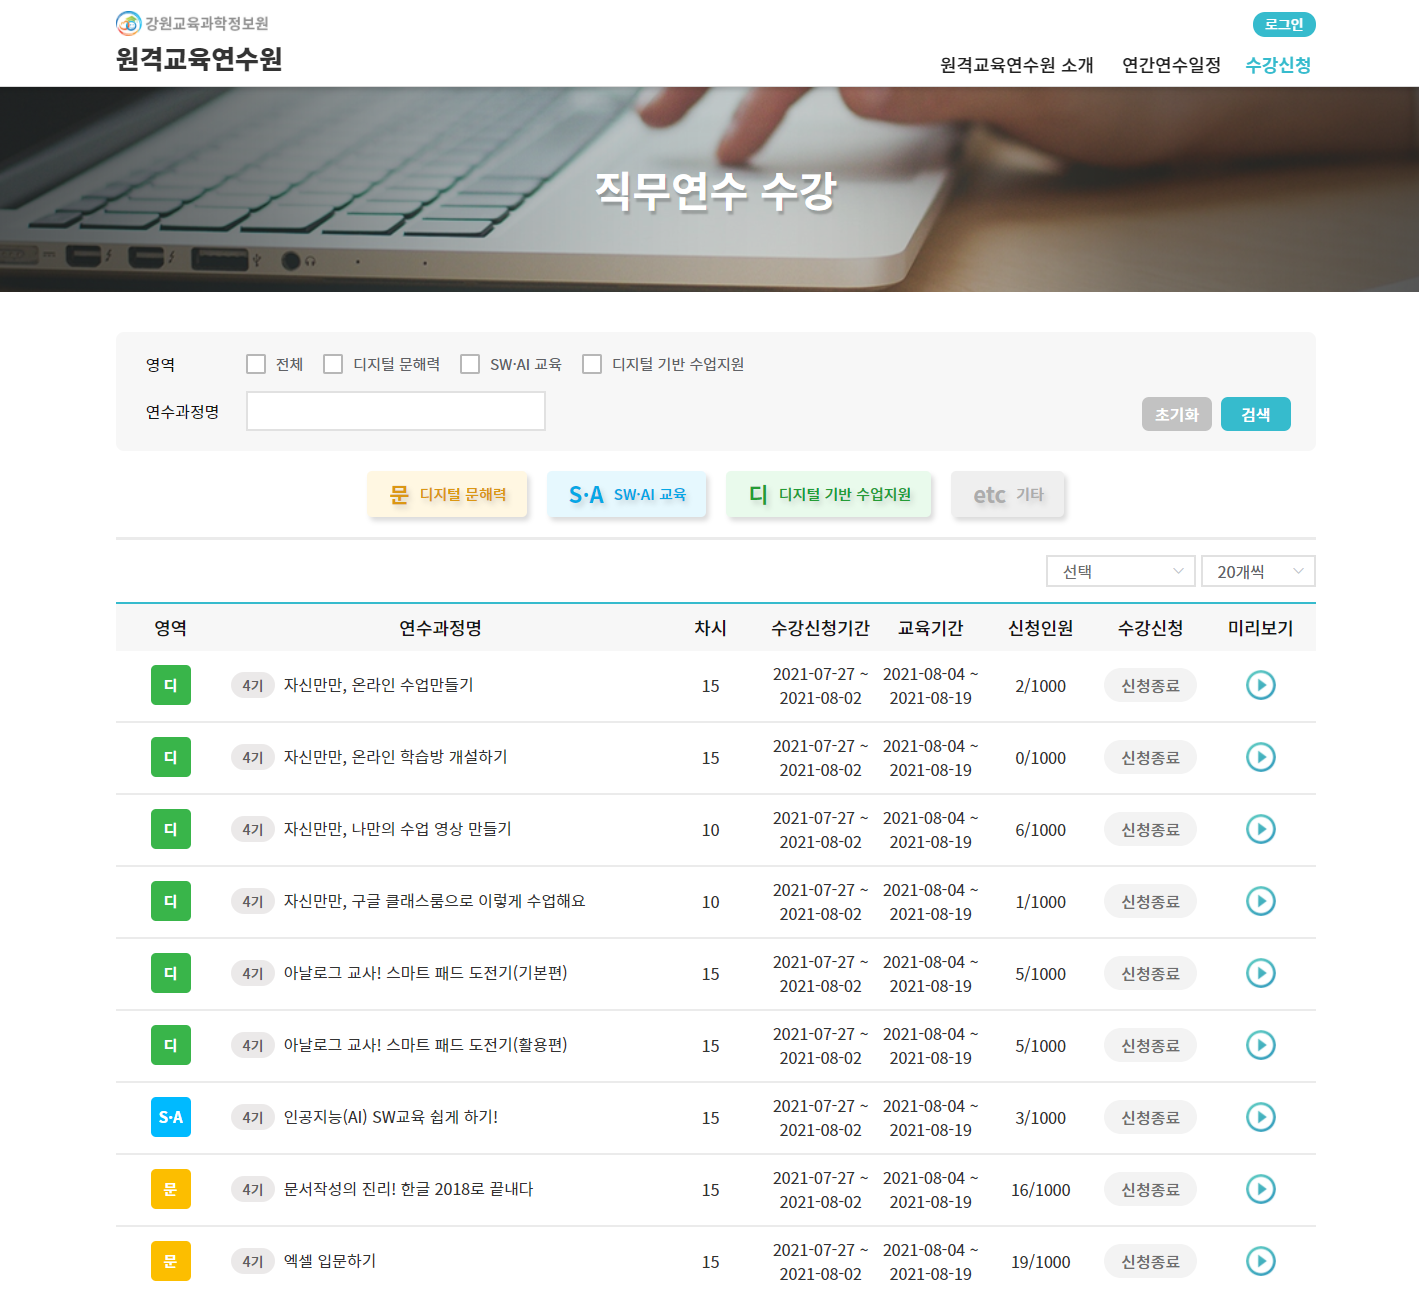 강원교육과학정보원
원격교육연수원
로그인
원격교육연수원 소개 연간연수일정 수강신청
직무연수 수강
영역 전체 디지털 문해력 SW·AI 교육 디지털 기반 수업지원
연수과정명 초기화 검색
문 디지털 문해력 S·A SW·AI 교육 디 디지털 기반 수업지원 etc 기타
선택 20개씩
영역 연수과정명 차시 수강신청기간 교육기간 신청인원 수강신청 미리보기
디 4기 자신만만, 온라인 수업만들기 15 2021-07-27 ~ 2021-08-02 2021-08-04 ~ 2021-08-19 2/1000 신청종료
디 4기 자신만만, 온라인 학습방 개설하기 15 2021-07-27 ~ 2021-08-02 2021-08-04 ~ 2021-08-19 0/1000 신청종료
디 4기 자신만만, 나만의 수업 영상 만들기 10 2021-07-27 ~ 2021-08-02 2021-08-04 ~ 2021-08-19 6/1000 신청종료
디 4기 자신만만, 구글 클래스룸으로 이렇게 수업해요 10 2021-07-27 ~ 2021-08-02 2021-08-04 ~ 2021-08-19 1/1000 신청종료
디 4기 아날로그 교사! 스마트 패드 도전기(기본편) 15 2021-07-27 ~ 2021-08-02 2021-08-04 ~ 2021-08-19 5/1000 신청종료
디 4기 아날로그 교사! 스마트 패드 도전기(활용편) 15 2021-07-27 ~ 2021-08-02 2021-08-04 ~ 2021-08-19 5/1000 신청종료
S·A 4기 인공지능(AI) SW교육 쉽게 하기! 15 2021-07-27 ~ 2021-08-02 2021-08-04 ~ 2021-08-19 3/1000 신청종료
문 4기 문서작성의 진리! 한글 2018로 끝내다 15 2021-07-27 ~ 2021-08-02 2021-08-04 ~ 2021-08-19 16/1000 신청종료
문 4기 엑셀 입문하기 15 2021-07-27 ~ 2021-08-02 2021-08-04 ~ 2021-08-19 19/1000 신청종료